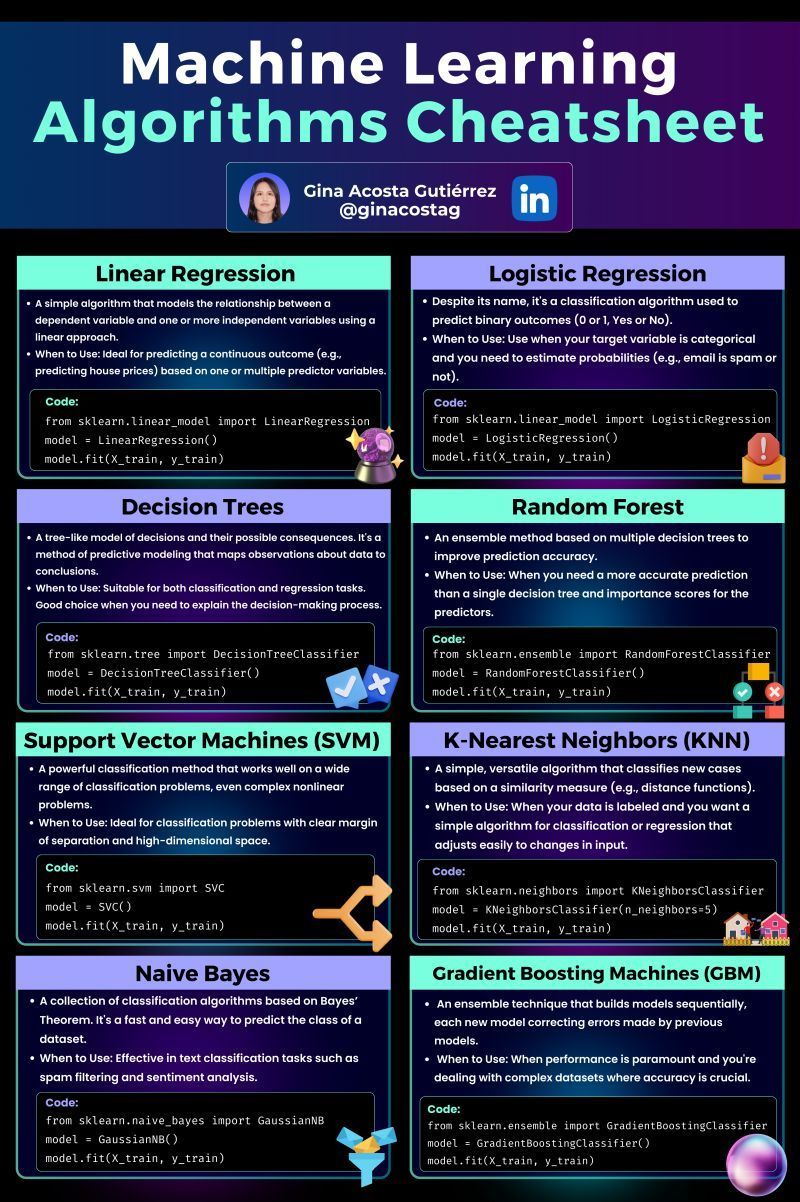 Machine Learning
Algorithms Cheatsheet
Gina Acosta Gutiérrez
@ginacostag
in
Linear Regression
• A simple algorithm that models the relationship between a
dependent variable and one or more independent variables using a
linear approach.
• When to Use: Ideal for predicting a continuous outcome (e.g.,
predicting house prices) based on one or multiple predictor variables.
Code:
from sklearn.linear_model import LinearRegression
model = LinearRegression()
model.fit(X_train, y_train)
Logistic Regression
• Despite its name, it's a classification algorithm used to
predict binary outcomes (0 or 1, Yes or No).
• When to Use: Use when your target variable is categorical
and you need to estimate probabilities (e.g., email is spam or
not).
Code:
from sklearn.linear_model import LogisticRegression
model = LogisticRegression()
model.fit(X_train, y_train)
Decision Trees
• A tree-like model of decisions and their possible consequences. It's a
method of predictive modeling that maps observations about data to
conclusions.
• When to Use: Suitable for both classification and regression tasks.
Good choice when you need to explain the decision-making process.
Code:
from sklearn.tree import DecisionTreeClassifier
model = DecisionTreeClassifier()
model.fit(X_train, y_train)
Random Forest
• An ensemble method based on multiple decision trees to
improve prediction accuracy.
• When to Use: When you need a more accurate prediction
than a single decision tree and importance scores for the
predictors.
Code:
from sklearn.ensemble import RandomForestClassifier
model = RandomForestClassifier()
model.fit(X_train, y_train)
Support Vector Machines (SVM)
• A powerful classification method that works well on a wide
range of classification problems, even complex nonlinear
problems.
• When to Use: Ideal for classification problems with clear margin
of separation and high-dimensional space.
Code:
from sklearn.svm import SVC
model = SVC()
model.fit(X_train, y_train)
K-Nearest Neighbors (KNN)
• A simple, versatile algorithm that classifies new cases
based on a similarity measure (e.g., distance functions).
• When to Use: When your data is labeled and you want a
simple algorithm for classification or regression that
adjusts easily to changes in input.
Code:
from sklearn.neighbors import KNeighborsClassifier
model = KNeighborsClassifier(n_neighbors=5)
model.fit(X_train, y_train)
Naive Bayes
• A collection of classification algorithms based on Bayes’
Theorem. It's a fast and easy way to predict the class of a
dataset.
• When to Use: Effective in text classification tasks such as
spam filtering and sentiment analysis.
Code:
from sklearn.naive_bayes import GaussianNB
model = GaussianNB()
model.fit(X_train, y_train)
Gradient Boosting Machines (GBM)
• An ensemble technique that builds models sequentially,
each new model correcting errors made by previous
models.
• When to Use: When performance is paramount and you're
dealing with complex datasets where accuracy is crucial.
Code:
from sklearn.ensemble import GradientBoostingClassifier
model = GradientBoostingClassifier()
model.fit(X_train, y_train)